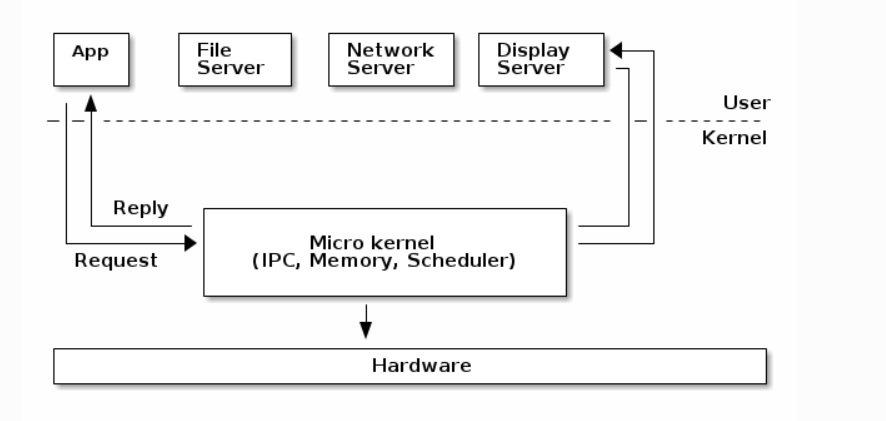 App
File
Server
Network
Server
Display
Server
User
Kernel
Reply
Request
Micro kernel
(IPC, Memory, Scheduler)
Hardware